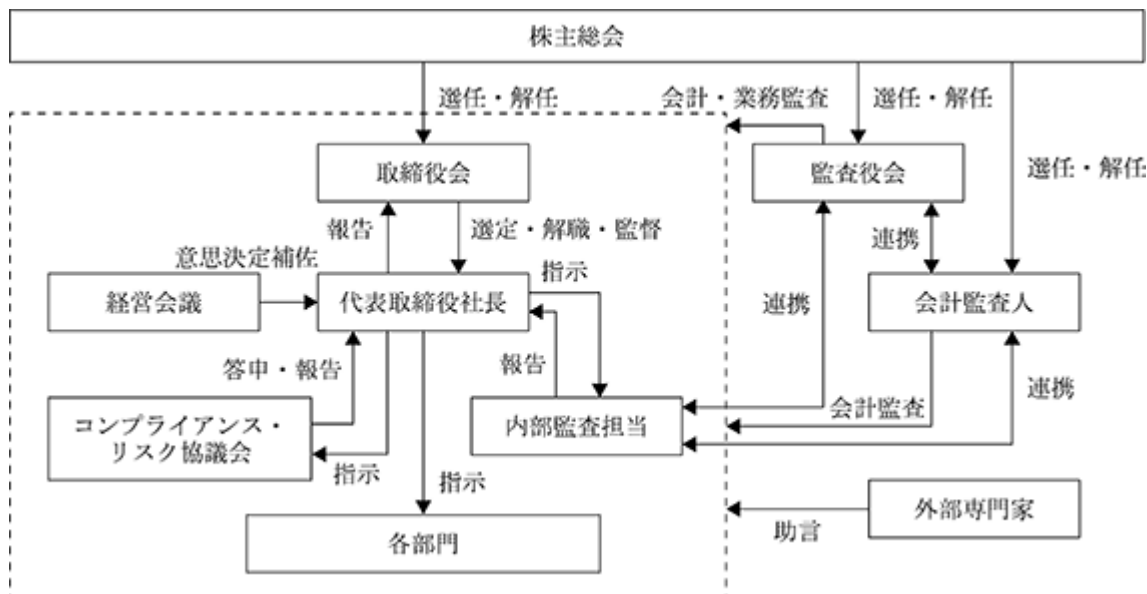 株主総会
選任・解任
会計・業務監査
選任・解任
選任・解任
取締役会
監査役会
報告
選定・解職・監督
連携
意思決定補佐
指示
経営会議
代表取締役社長
会計監査人
連携
答申・報告
報告
連携
コンプライアンス・
リスク協議会
内部監査担当
会計監査
指示
指示
外部専門家
助言
各部門